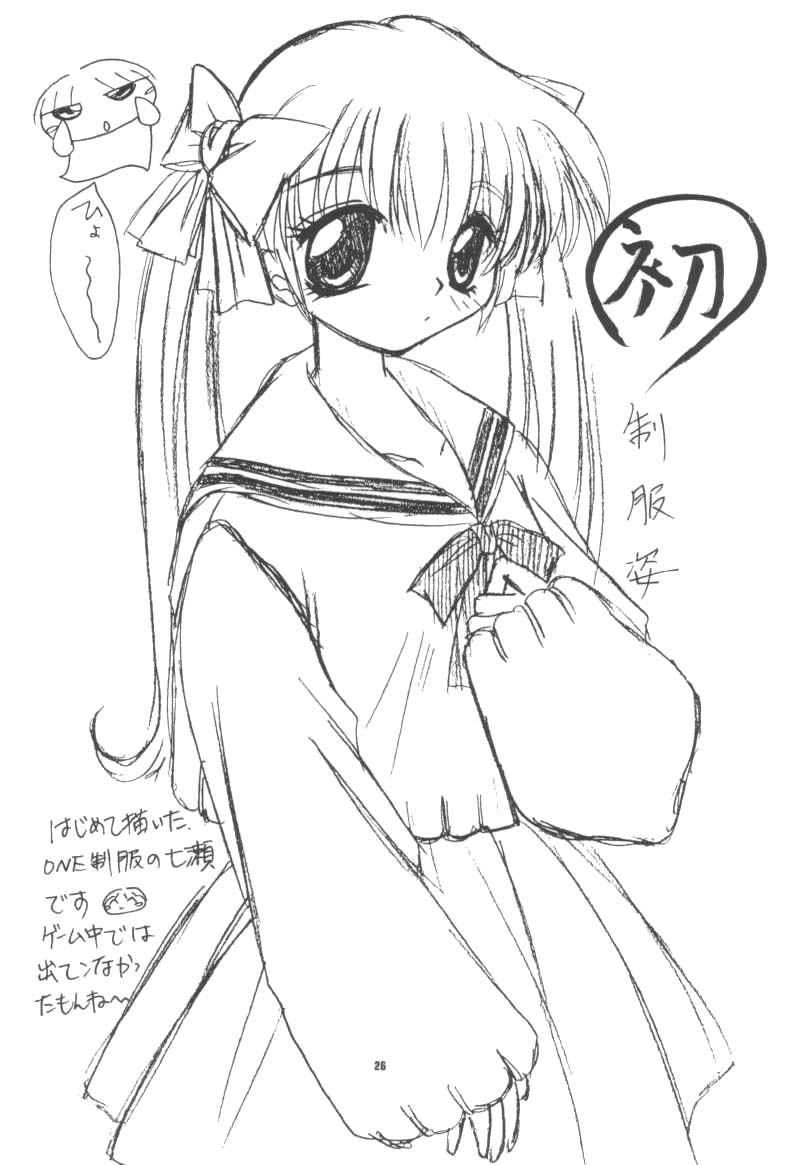 ひょ〜
初
制服姿
はじめて描いた、
ONE制服の七瀬
です
ゲーム中では
出てンなかっ
たもんね〜
26